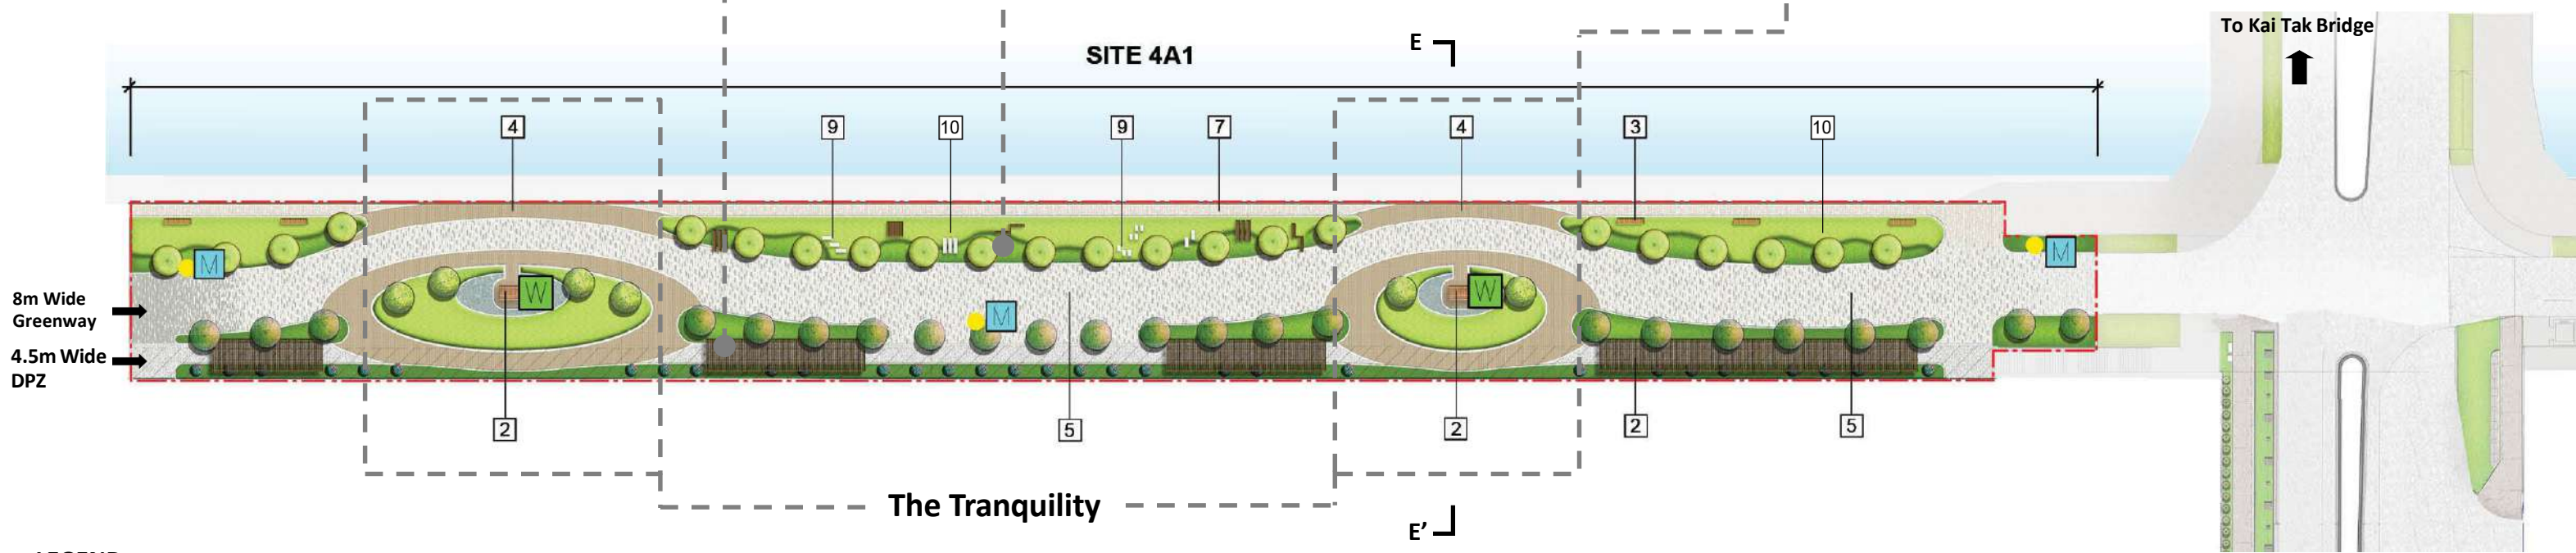 To Kai Tak Bridge
E
SITE 4A1
4
9
10
9
7
4
3
10
M
M
W
W
M
8m Wide
Greenway
4.5m Wide
DPZ
2
5
2
2
5
The Tranquility
E’